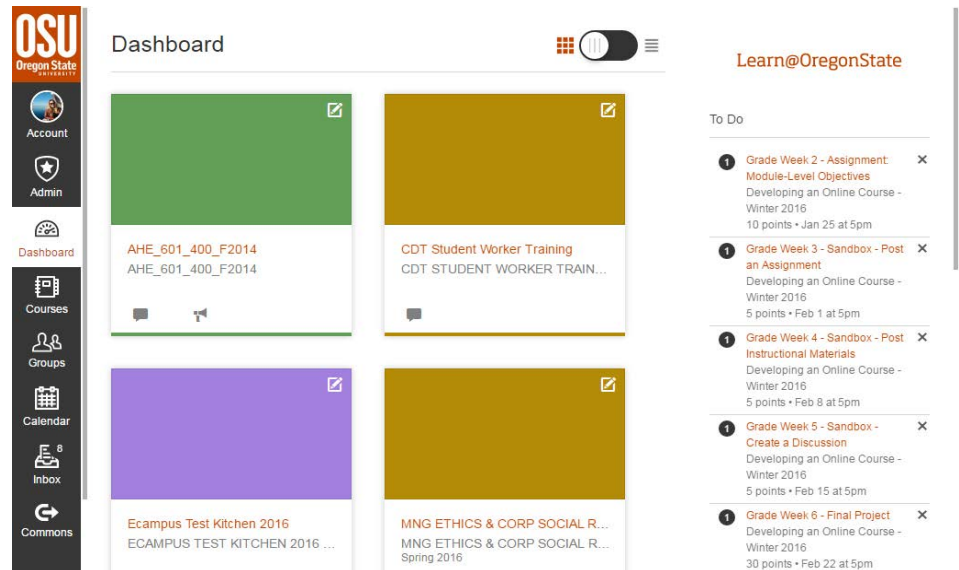 OSU
Oregon State
UNIVERSITY
Account
Admin
Dashboard
Courses
Groups
Calendar
8
Inbox
Commons
Dashboard
AHE_601_400_F2014
AHE_601_400_F2014
CDT Student Worker Training
CDT STUDENT WORKER TRAIN...
Ecampus Test Kitchen 2016
ECAMPUS TEST KITCHEN 2016 ...
MNG ETHICS & CORP SOCIAL R...
MNG ETHICS & CORP SOCIAL R...
Spring 2016
Learn@OregonState
To Do
1
Grade Week 2 - Assignment:
Module-Level Objectives
Developing an Online Course -
Winter 2016
10 points • Jan 25 at 5pm
1
Grade Week 3 - Sandbox - Post
an Assignment
Developing an Online Course -
Winter 2016
5 points • Feb 1 at 5pm
1
Grade Week 4 - Sandbox - Post
Instructional Materials
Developing an Online Course -
Winter 2016
5 points • Feb 8 at 5pm
1
Grade Week 5 - Sandbox -
Create a Discussion
Developing an Online Course -
Winter 2016
5 points • Feb 15 at 5pm
1
Grade Week 6 - Final Project
Developing an Online Course -
Winter 2016
30 points • Feb 22 at 5pm